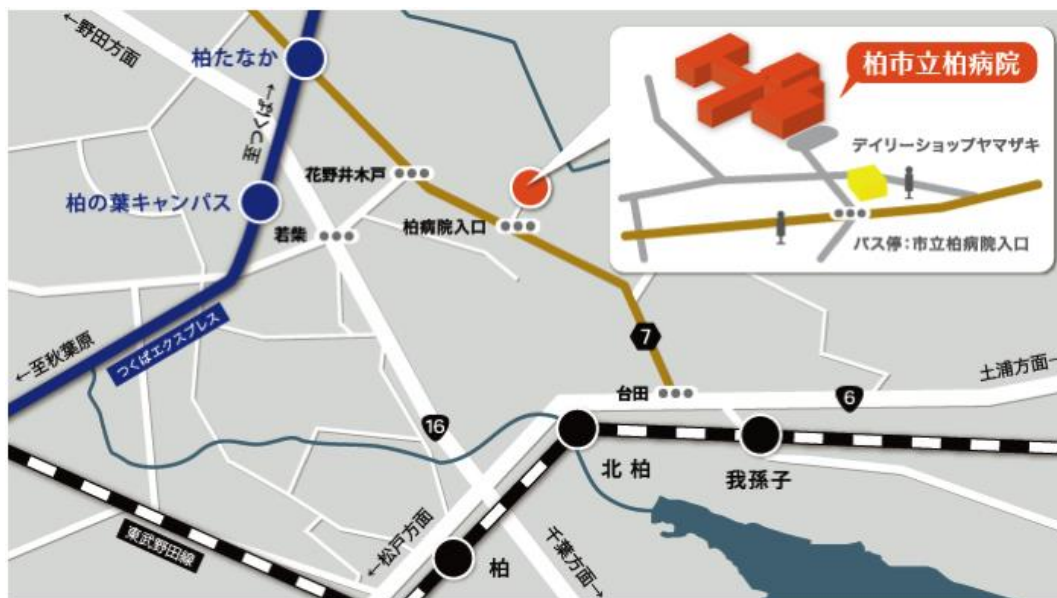 ←野田方面
柏たなか
至つくば→
柏の葉キャンパス
花野井木戸
若柴
柏病院入口
柏市立柏病院
デイリーショップヤマザキ
バス停:市立柏病院入口
←至秋葉原
つくばエクスプレス
7
台田
土浦方面→
6
16
北柏
我孫子
東武野田線
←松戸方面
柏
千葉方面→